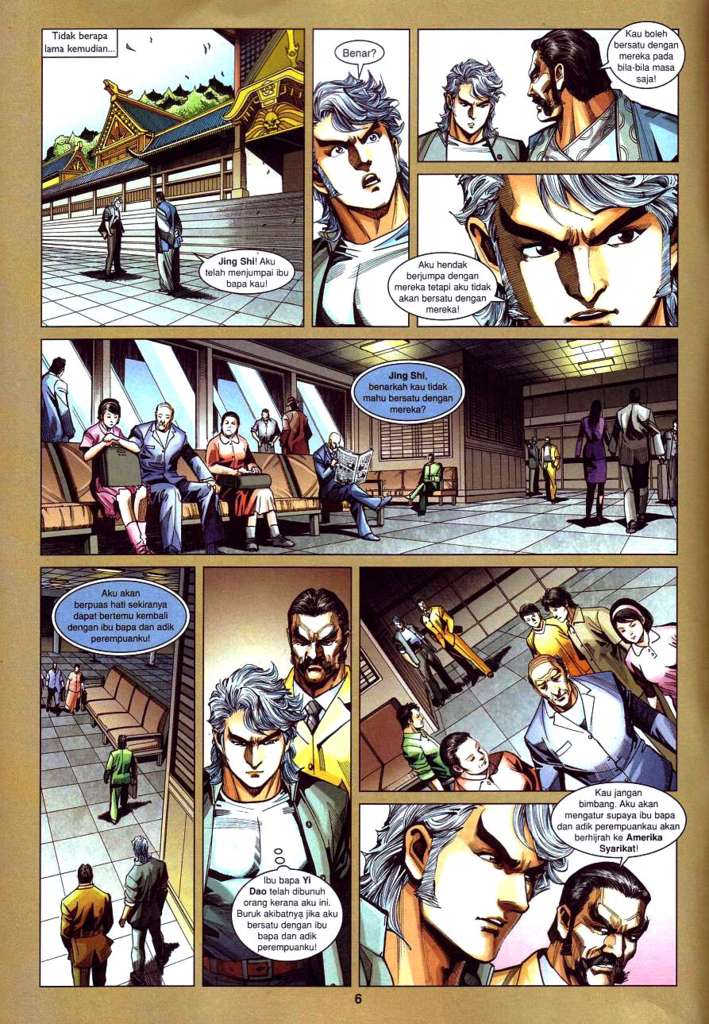 Tidak berapa
lama kemudian...
Jing Shi! Aku
telah menjumpai ibu
bapa kau!
Benar?
Kau boleh
bersatu dengan
mereka pada
bila-bila masa
saja!
Aku hendak
berjumpa dengan
mereka tetapi aku tidak
akan bersatu dengan
mereka!
Jing Shi,
benarkah kau tidak
mahu bersatu dengan
mereka?
Aku akan
berpuas hati sekiranya
dapat bertemu kembali
dengan ibu bapa dan adik
perempuanku!
Ibu bapa Yi
Dao telah dibunuh
orang kerana aku ini.
Buruk akibatnya jika aku
bersatu dengan ibu
bapa dan adik
perempuanku!
Kau jangan
bimbang. Aku akan
mengatur supaya ibu bapa
dan adik perempuankau akan
berhijrah ke Amerika
Syarikat!
6